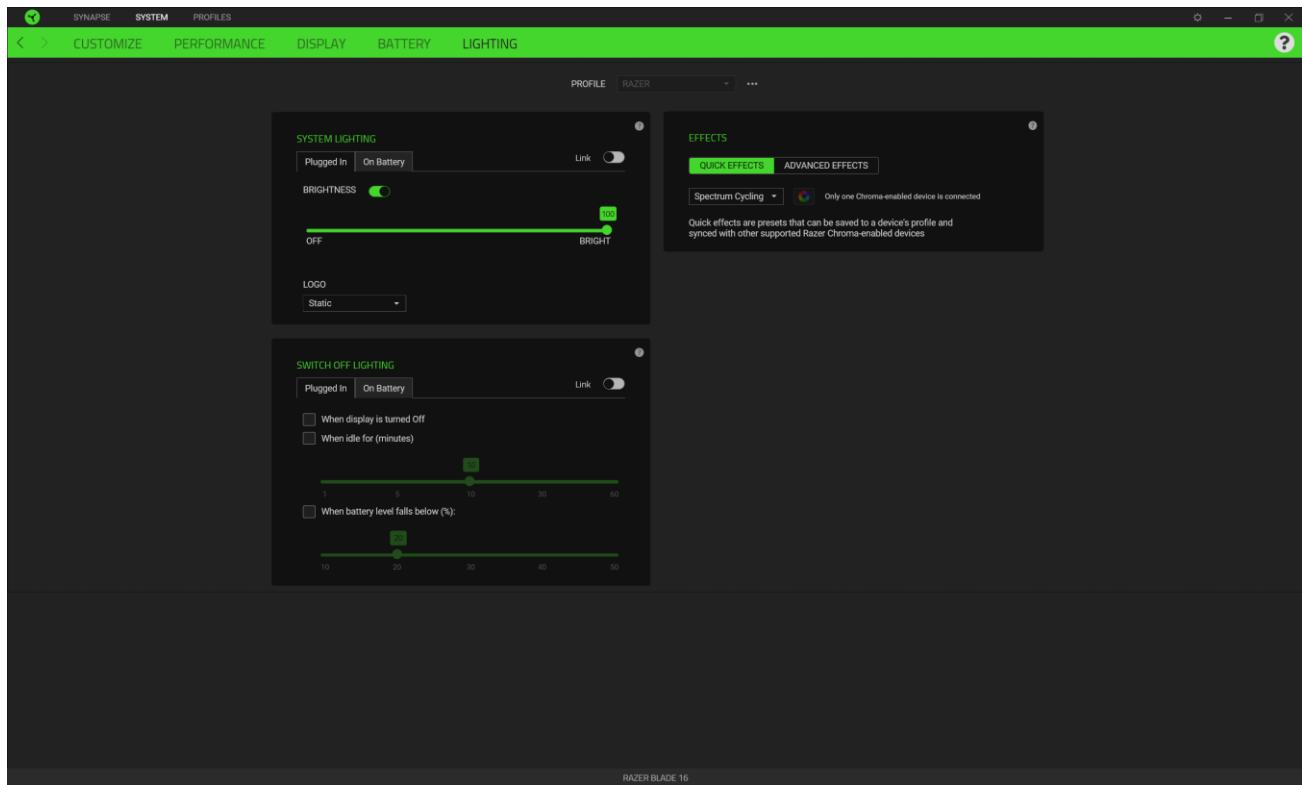 SYNAPSE SYSTEM PROFILES
CUSTOMIZE PERFORMANCE DISPLAY BATTERY LIGHTING
?
PROFILE RAZER
SYSTEM LIGHTING
Plugged In On Battery Link
BRIGHTNESS
100
OFF BRIGHT
LOGO
Static
EFFECTS
QUICK EFFECTS ADVANCED EFFECTS
Spectrum Cycling Only one Chroma-enabled device is connected
Quick effects are presets that can be saved to a device's profile and
synced with other supported Razer Chroma-enabled devices
SWITCH OFF LIGHTING
Plugged In On Battery Link
When display is turned Off
When idle for (minutes)
10
1 5 10 30 60
When battery level falls below (%):
20
10 20 30 40 50
RAZER BLADE 16